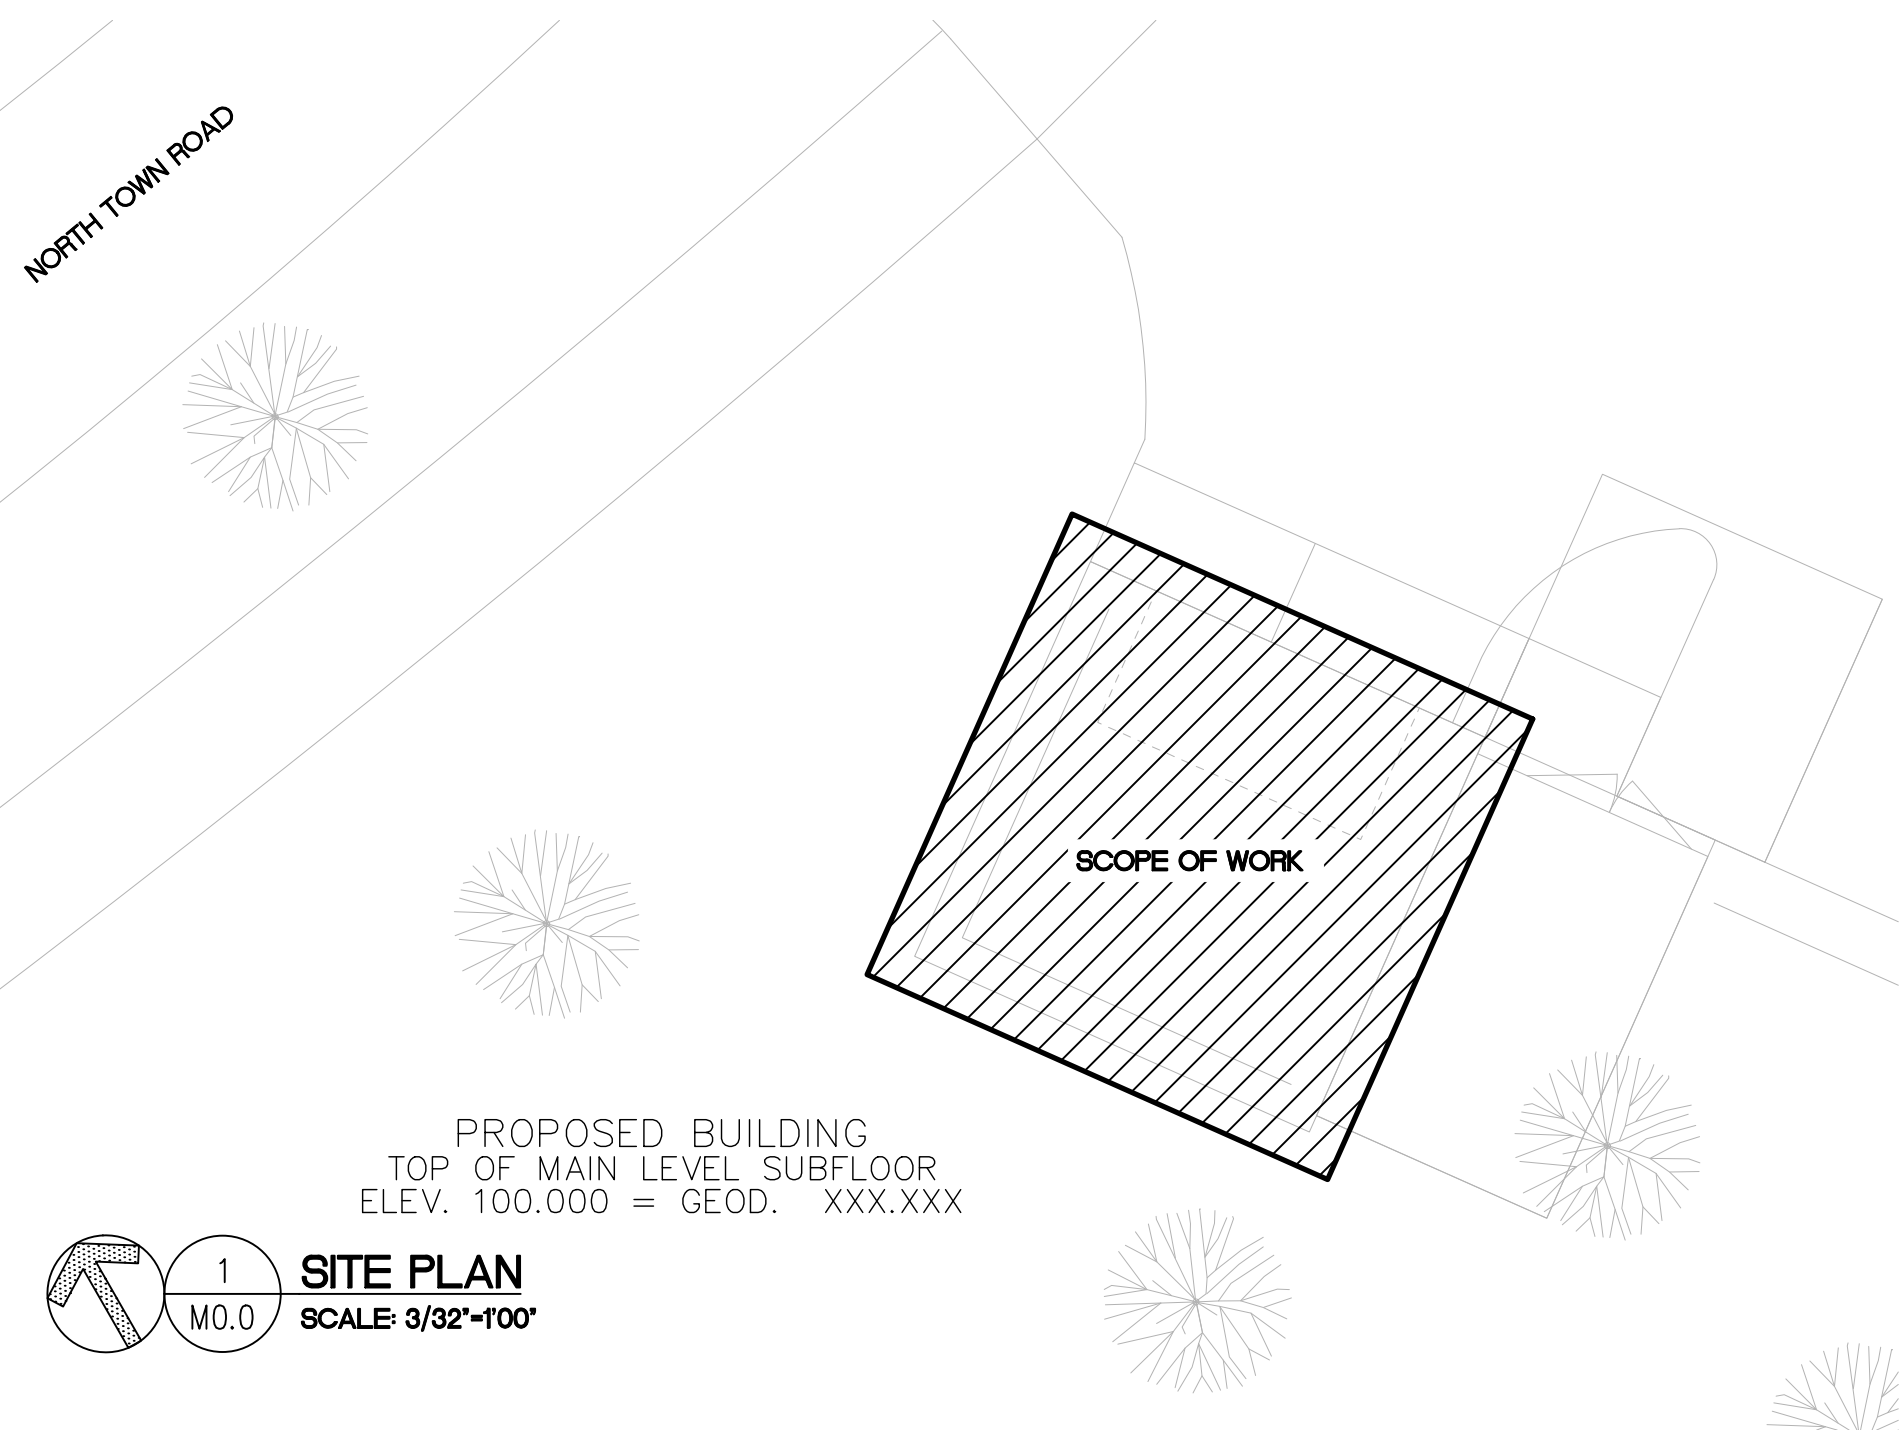 NORTH TOWN ROAD
SCOPE OF WORK
PROPOSED BUILDING
TOP OF MAIN LEVEL SUBFLOOR
ELEV. 100.000 = GEOD. XXX.XXX
1
M0.0
SITE PLAN
SCALE: 3/32"=1'00"